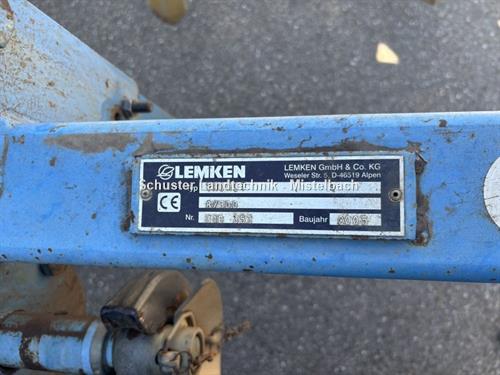 LEMKEN
LEMKEN GmbH & Co. KG
Weseler Str. 5, D-46519 Alpen
Schuster Landtechnik - Mistelbach
CE
Nr.
Baujahr